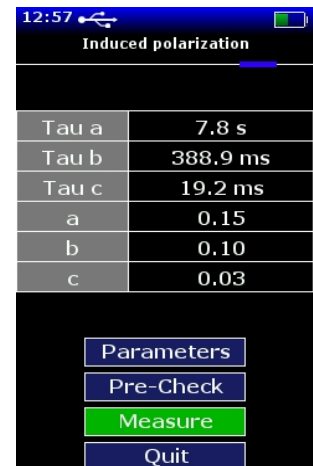 12:57
Induced polarization
Tau a 7.8 s
Tau b 388.9 ms
Tau c 19.2 ms
a 0.15
b 0.10
c 0.03
Parameters
Pre-Check
Measure
Quit